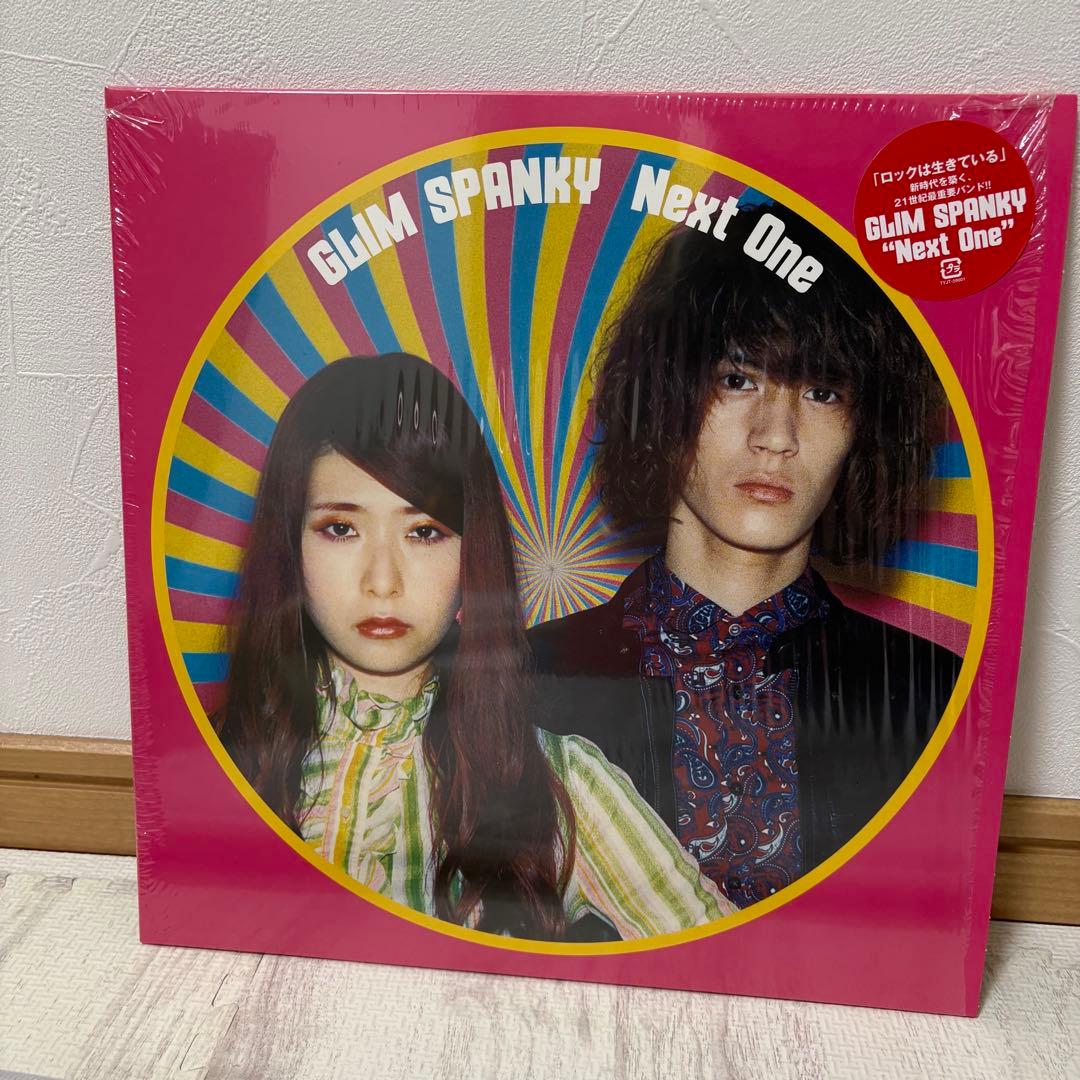 GLIM SPANKY Next One
「ロックは生きている」
新時代を築く、
21世紀最重要バンド!!
GLIM SPANKY
“Next One”